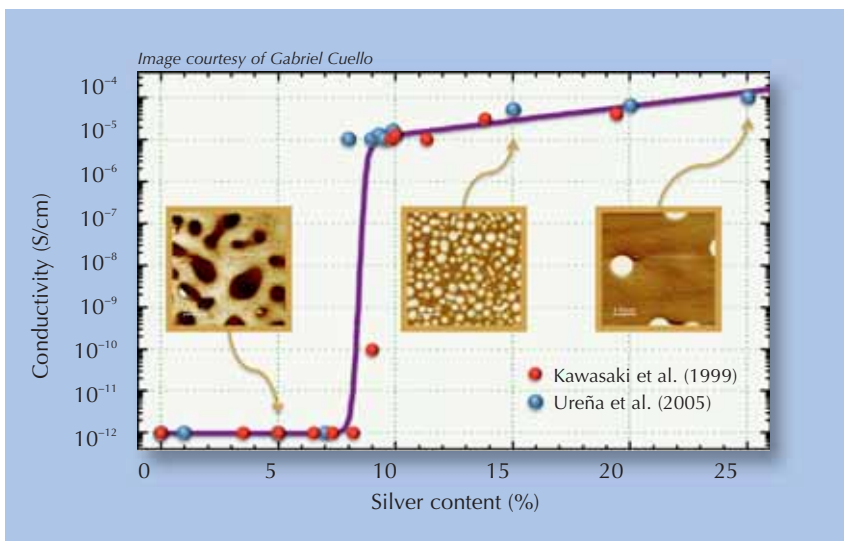 Image courtesy of Gabriel Cuello
Conductivity (S/cm)
10⁻⁴
10⁻⁵
10⁻⁶
10⁻⁷
10⁻⁸
10⁻⁹
10⁻¹⁰
10⁻¹¹
10⁻¹²
Kawasaki et al. (1999)
Ureña et al. (2005)
0 5 10 15 20 25
Silver content (%)